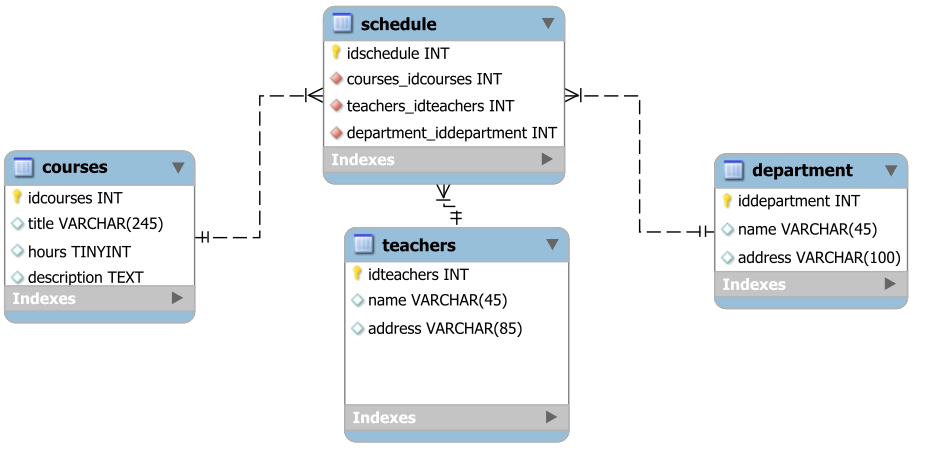 schedule
idschedule INT
courses_idcourses INT
teachers_idteachers INT
department_iddepartment INT
Indexes
courses
idcourses INT
title VARCHAR(245)
hours TINYINT
description TEXT
Indexes
teachers
idteachers INT
name VARCHAR(45)
address VARCHAR(85)
Indexes
department
iddepartment INT
name VARCHAR(45)
address VARCHAR(100)
Indexes